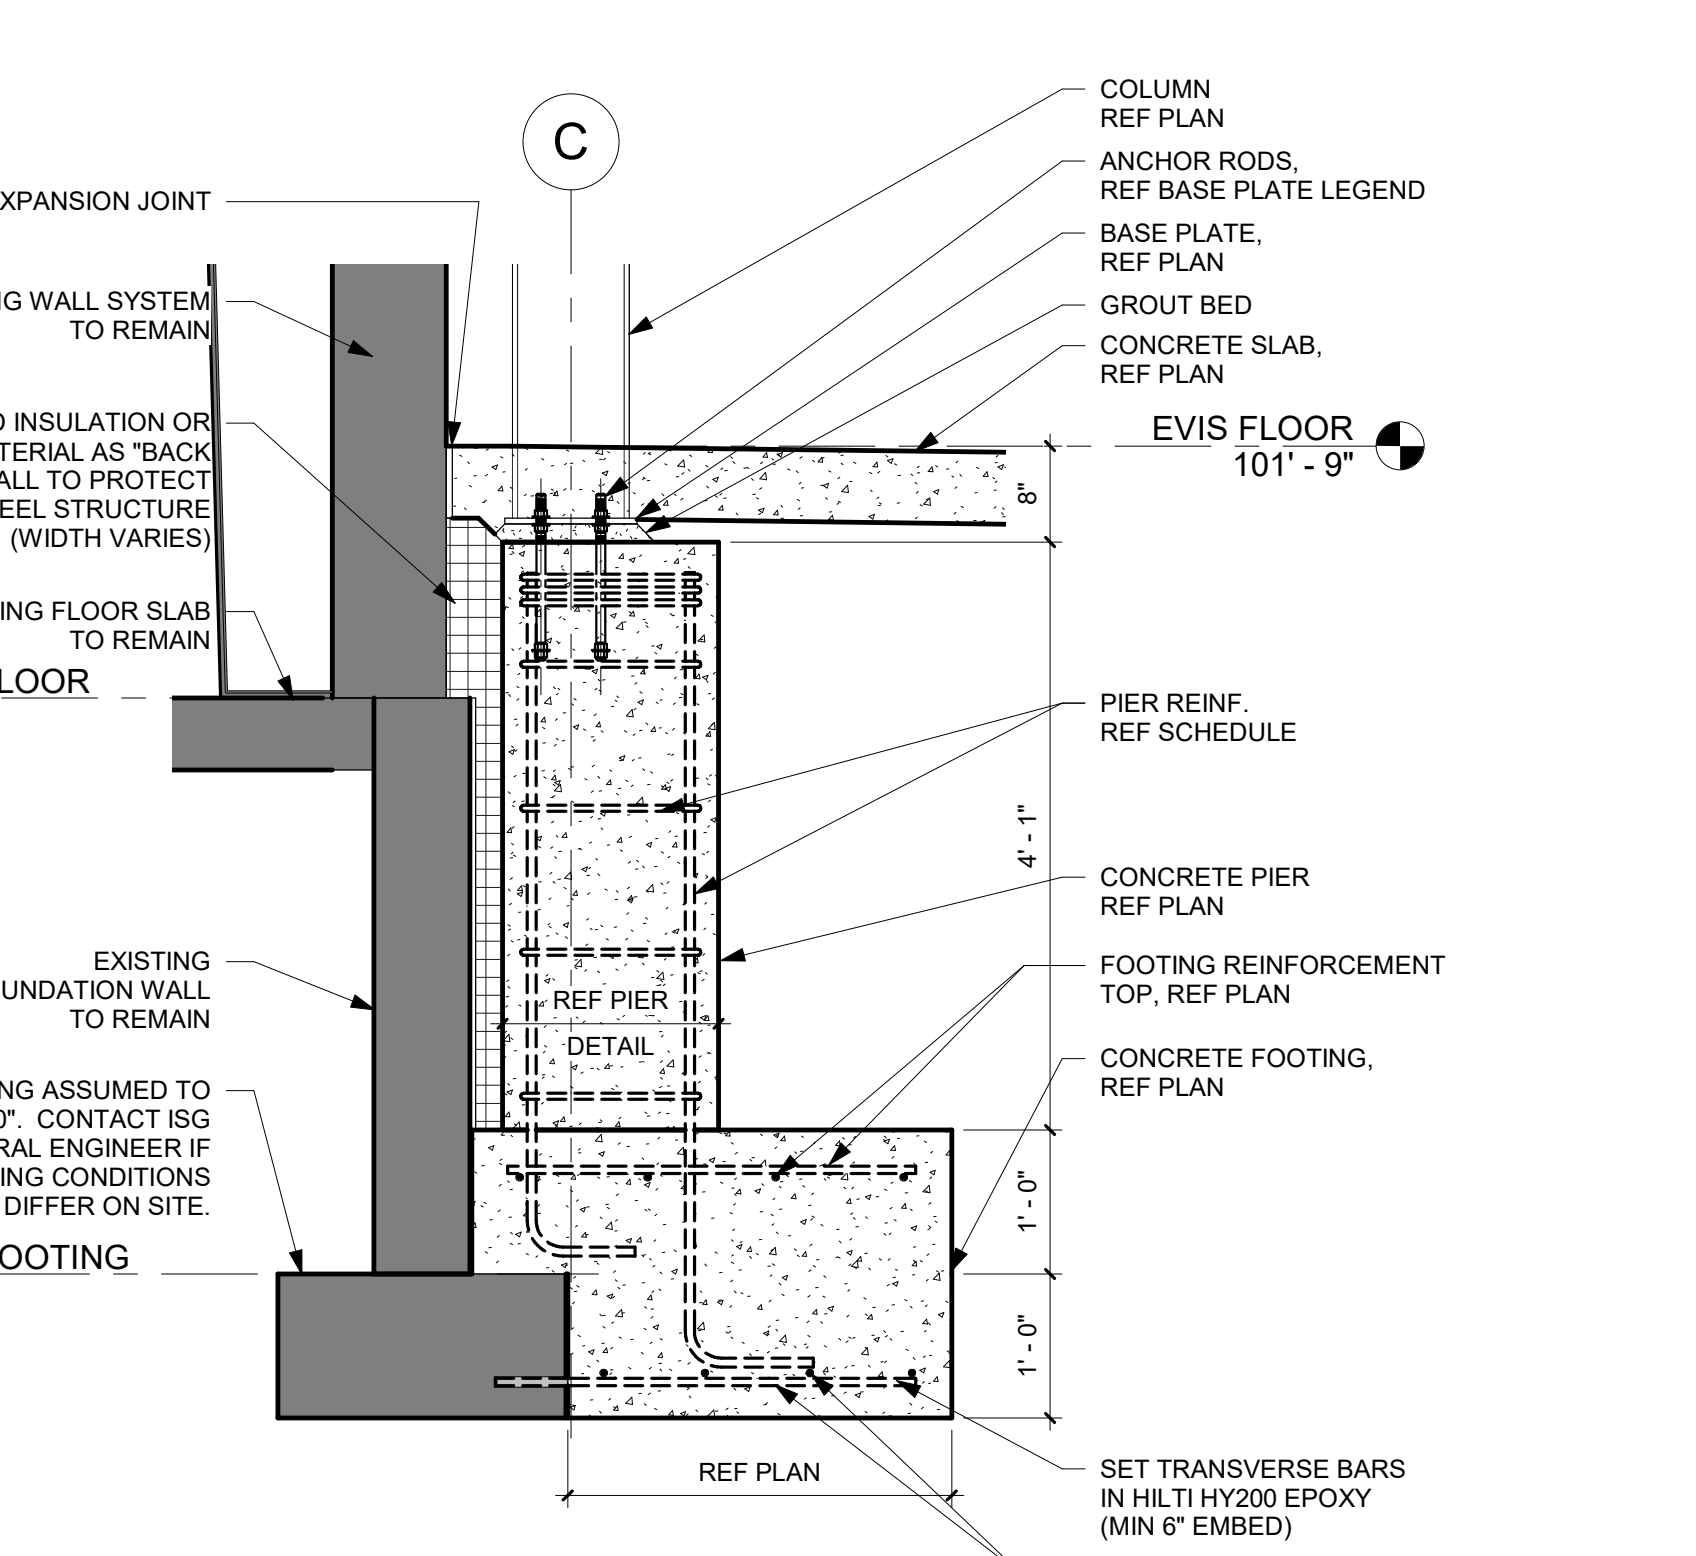 COLUMN
REF PLAN
C
ANCHOR RODS,
REF BASE PLATE LEGEND
XPANSION JOINT
BASE PLATE,
REF PLAN
NG WALL SYSTEM
TO REMAIN
GROUT BED
CONCRETE SLAB,
REF PLAN
D INSULATION OR
TERIAL AS "BACK
ALL TO PROTECT
EEL STRUCTURE
(WIDTH VARIES)
EVIS FLOOR
101' - 9"
8"
ING FLOOR SLAB
TO REMAIN
LOOR
PIER REINF.
REF SCHEDULE
4' - 1"
CONCRETE PIER
REF PLAN
EXISTING
UNDATION WALL
TO REMAIN
REF PIER
DETAIL
FOOTING REINFORCEMENT
TOP, REF PLAN
CONCRETE FOOTING,
REF PLAN
NG ASSUMED TO
0". CONTACT ISG
RAL ENGINEER IF
ING CONDITIONS
DIFFER ON SITE.
1' - 0"
OOTING
1' - 0"
REF PLAN
SET TRANSVERSE BARS
IN HILTI HY200 EPOXY
(MIN 6" EMBED)